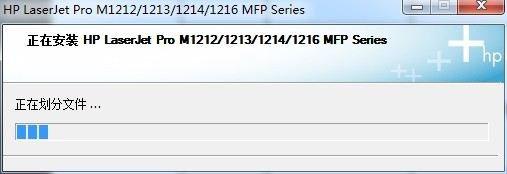 HP LaserJet Pro M1212/1213/1214/1216 MFP Series
正在安装 HP LaserJet Pro M1212/1213/1214/1216 MFP Series
hp
正在划分文件 ...